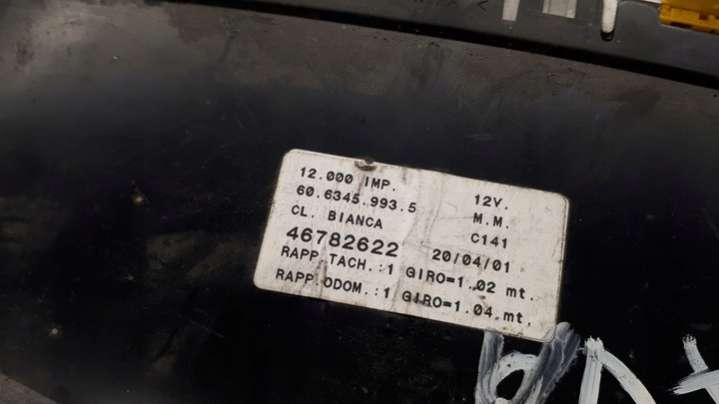 12.000 IMP. 12V.
60.6345.993.5 M.M.
CL. BIANCA C141
46782622 20/04/01
RAPP.TACH.:1 GIRO=1.02 mt.
RAPP.ODOM.:1 GIRO=1.04 mt.